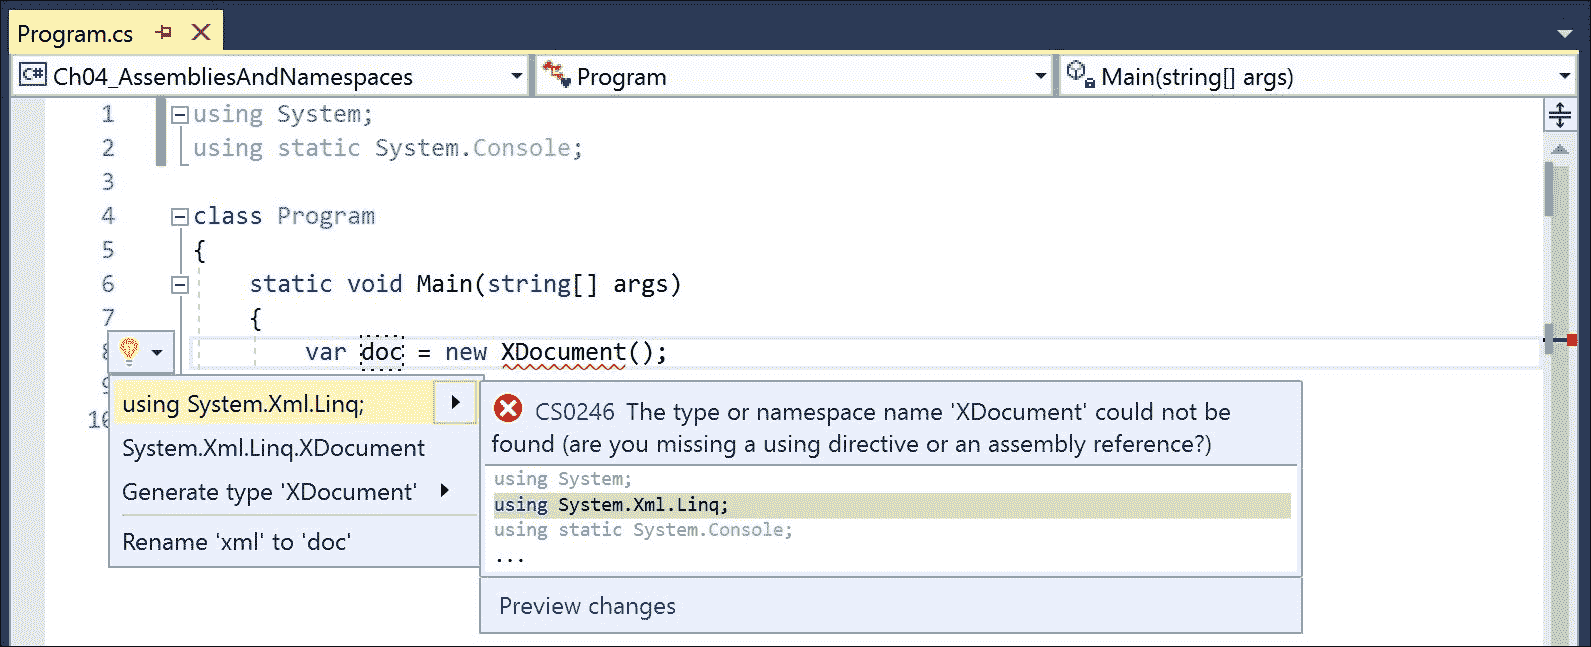 Program.cs
C# Ch04_AssembliesAndNamespaces Program Main(string[] args)
1 using System;
2 using static System.Console;
3
4 class Program
5 {
6 static void Main(string[] args)
7 {
8 var doc = new XDocument();
9
10
using System.Xml.Linq;
System.Xml.Linq.XDocument
Generate type 'XDocument'
Rename 'xml' to 'doc'
CS0246 The type or namespace name 'XDocument' could not be
found (are you missing a using directive or an assembly reference?)
using System;
using System.Xml.Linq;
using static System.Console;
...
Preview changes